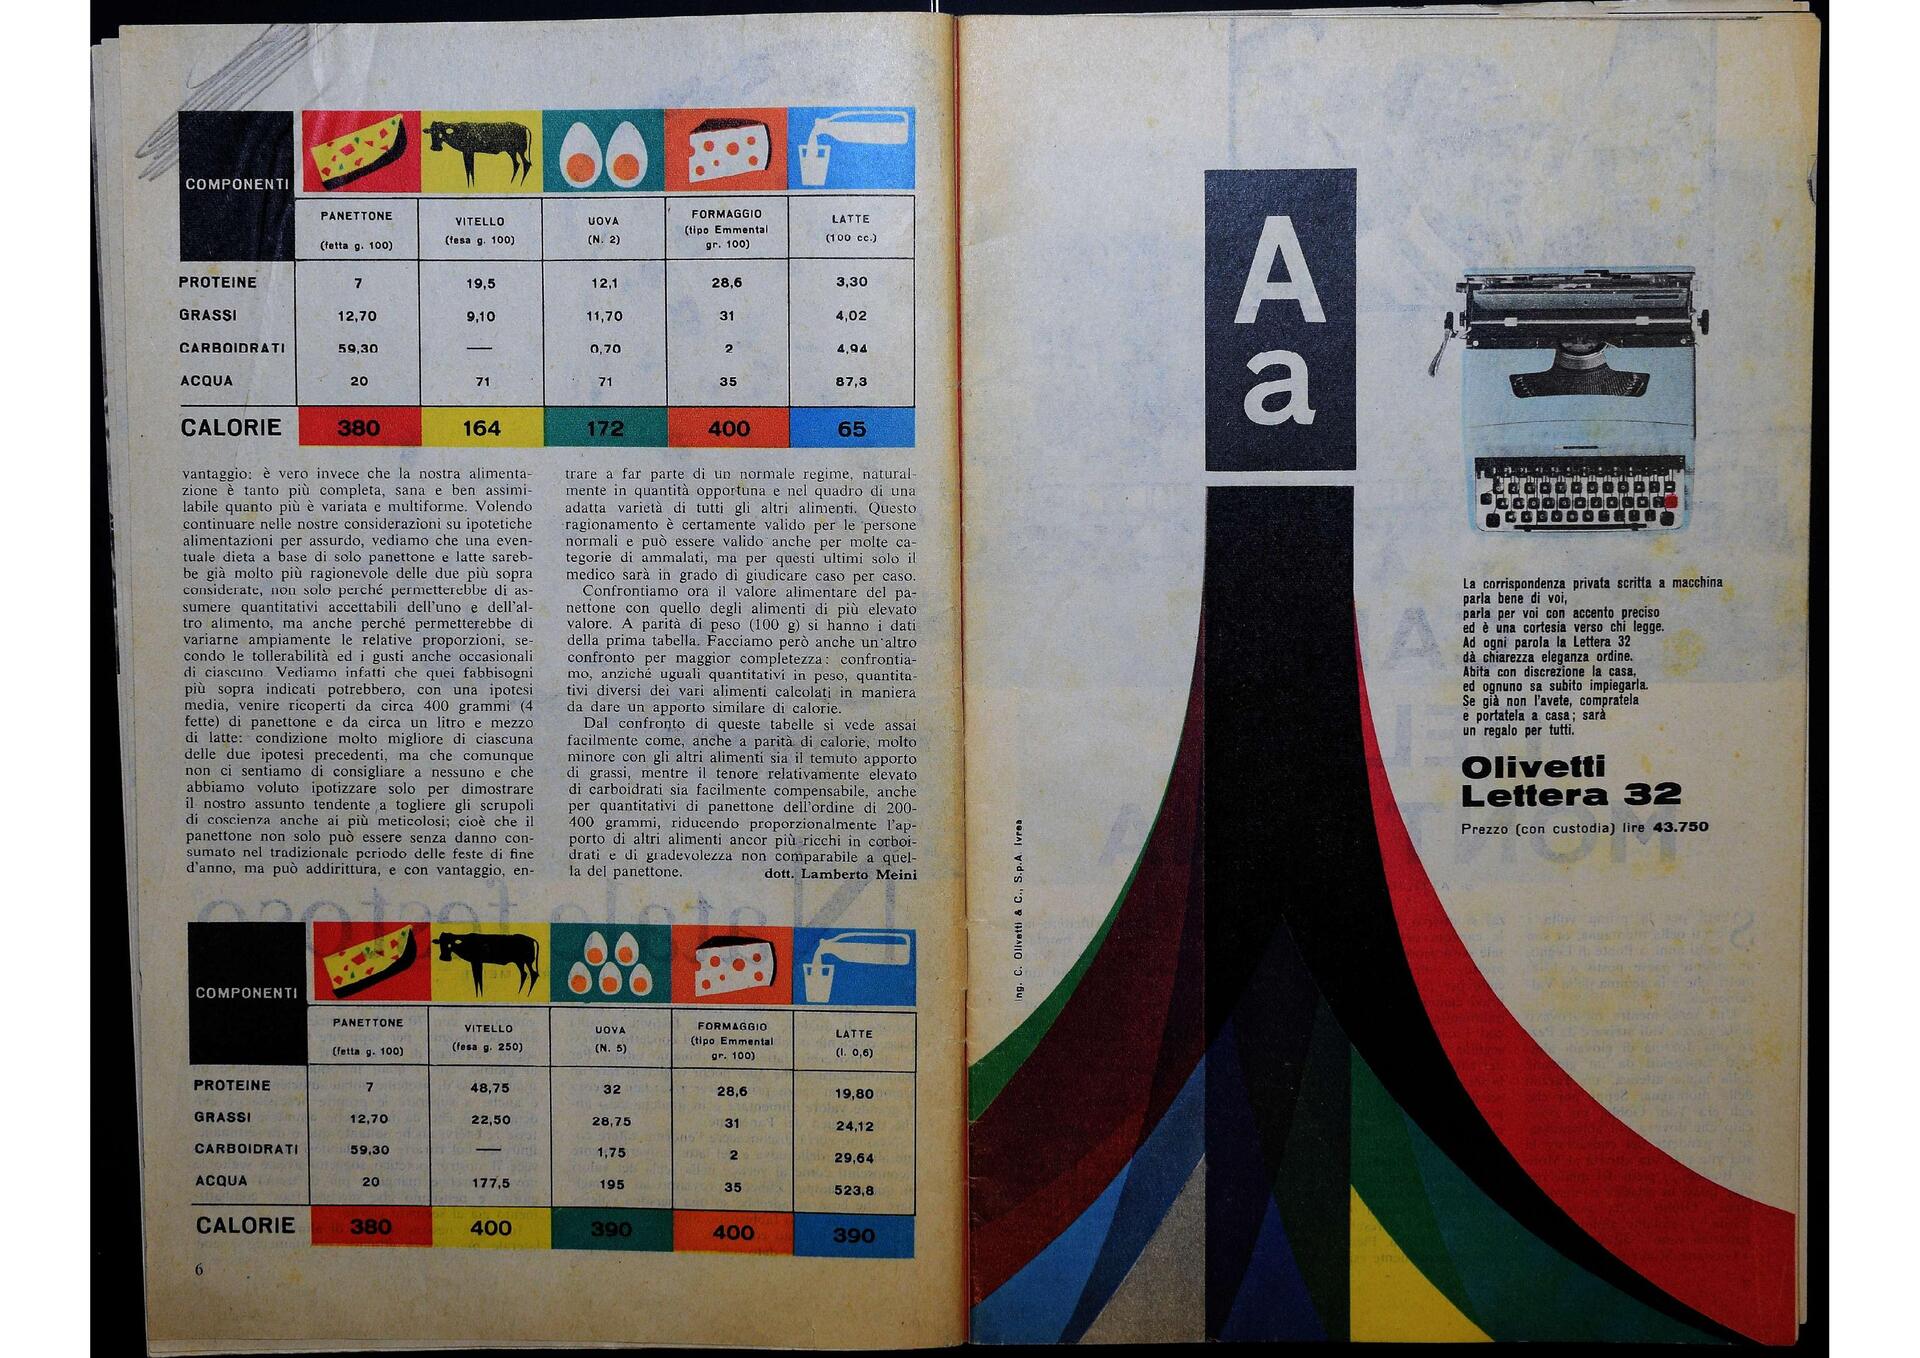 COMPONENTI
PANETTONE VITELLO UOVA FORMAGGIO LATTE
(fetta g. 100) (fesa g. 100) (N. 2) (tipo Emmental gr. 100) (100 cc.)
PROTEINE 7 19,5 12,1 28,6 3,30
GRASSI 12,70 9,10 11,70 31 4,02
CARBOIDRATI 59,30 — 0,70 2 4,94
ACQUA 20 71 71 35 87,3
CALORIE 380 164 172 400 65
vantaggio: è vero invece che la nostra alimenta-
zione è tanto più completa, sana e ben assimi-
labile quanto più è variata e multiforme. Volendo
continuare nelle nostre considerazioni su ipotetiche
alimentazioni per assurdo, vediamo che una even-
tuale dieta a base di solo panettone e latte sareb-
be già molto più ragionevole delle due più sopra
considerate, non solo perché permetterebbe di as-
sumere quantitativi accettabili dell'uno e dell'al-
tro alimento, ma anche perché permetterebbe di
variarne ampiamente le relative proporzioni, se-
condo le tollerabilità ed i gusti anche occasionali
di ciascuno. Vediamo infatti che quei fabbisogni
più sopra indicati potrebbero, con una ipotesi
media, venire ricoperti da circa 400 grammi (4
fette) di panettone e da circa un litro e mezzo
di latte: condizione molto migliore di ciascuna
delle due ipotesi precedenti, ma che comunque
non ci sentiamo di consigliare a nessuno e che
abbiamo voluto ipotizzare solo per dimostrare
il nostro assunto tendente a togliere gli scrupoli
di coscienza anche ai più meticolosi; cioè che il
panettone non solo può essere senza danno con-
sumato nel tradizionale periodo delle feste di fine
d'anno, ma può addirittura, e con vantaggio, en-
trare a far parte di un normale regime, natural-
mente in quantità opportuna e nel quadro di una
adatta varietà di tutti gli altri alimenti. Questo
ragionamento è certamente valido per le persone
normali e può essere valido anche per molte ca-
tegorie di ammalati, ma per questi ultimi solo il
medico sarà in grado di giudicare caso per caso.
Confrontiamo ora il valore alimentare del pa-
nettone con quello degli alimenti di più elevato
valore. A parità di peso (100 g) si hanno i dati
della prima tabella. Facciamo però anche un altro
confronto per maggior completezza: confrontia-
mo, anziché uguali quantitativi in peso, quantita-
tivi diversi dei vari alimenti calcolati in maniera
da dare un apporto similare di calorie.
Dal confronto di queste tabelle si vede assai
facilmente come, anche a parità di calorie, molto
minore con gli altri alimenti sia il temuto apporto
di grassi, mentre il tenore relativamente elevato
di carboidrati sia facilmente compensabile, anche
per quantitativi di panettone dell'ordine di 200-
400 grammi, riducendo proporzionalmente l'ap-
porto di altri alimenti ancor più ricchi in carboi-
drati e di gradevolezza non comparabile a quel-
la del panettone. dott. Lamberto Meini
COMPONENTI
PANETTONE VITELLO UOVA FORMAGGIO LATTE
(fetta g. 100) (fesa g. 250) (N. 5) (tipo Emmental gr. 100) (l. 0,6)
PROTEINE 7 48,75 32 28,6 19,80
GRASSI 12,70 22,50 28,75 31 24,12
CARBOIDRATI 59,30 — 1,75 2 29,64
ACQUA 20 177,5 195 35 523,8
CALORIE 380 400 390 400 390
6
A
a
La corrispondenza privata scritta a macchina
parla bene di voi,
parla per voi con accento preciso
ed è una cortesia verso chi legge.
Ad ogni parola la Lettera 32
dà chiarezza eleganza ordine.
Abita con discrezione la casa,
ed ognuno sa subito impiegarla.
Se già non l'avete, compratela
e portatela a casa; sarà
un regalo per tutti.
Olivetti
Lettera 32
Prezzo (con custodia) lire 43.750
Ing. C. Olivetti & C., S.p.A Ivrea